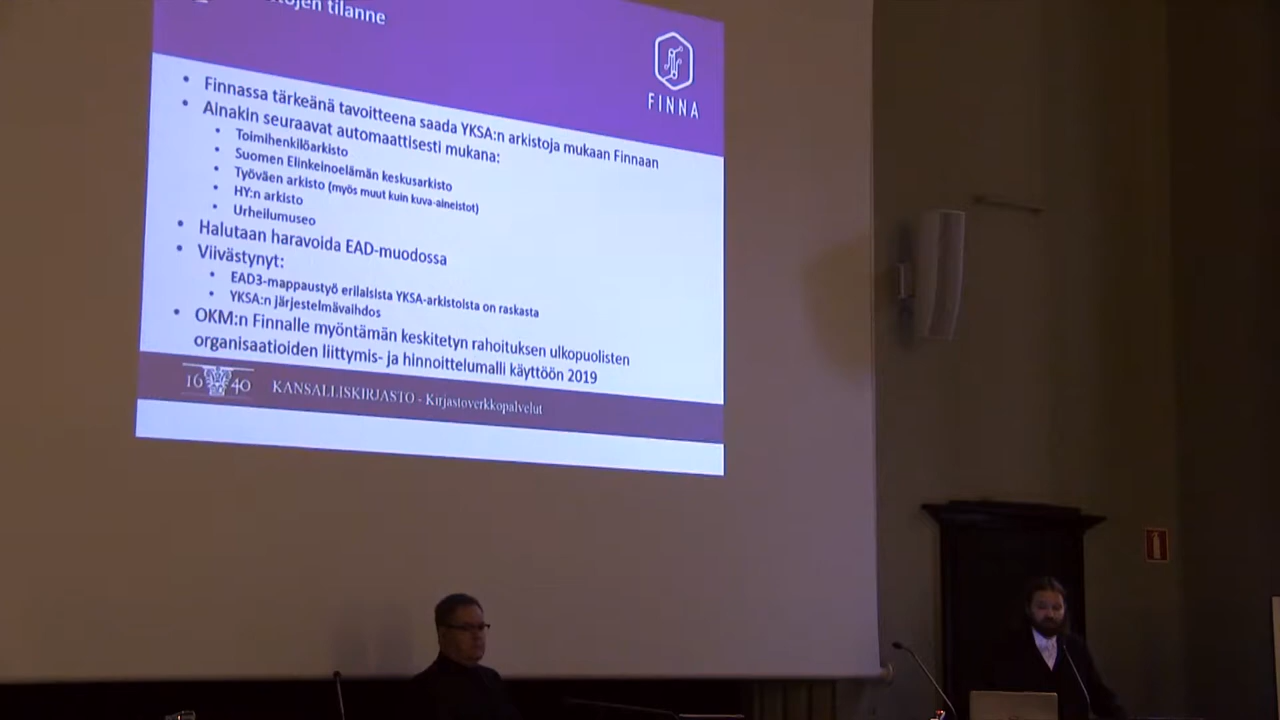 tilanne
FINNA
• Finnassa tärkeänä tavoitteena saada YKSA:n arkistoja mukaan Finnaan
• Ainakin seuraavat automaattisesti mukana:
• Toimihenkilöarkisto
• Suomen Elinkeinoelämän keskusarkisto
• Työväen arkisto (myös muut kuin kuva-aineistot)
• HY:n arkisto
• Urheilumuseo
• Halutaan haravoida EAD-muodossa
• Viivästynyt:
• EAD3-mappaustyö erilaisista YKSA-arkistoista on raskasta
• YKSA:n järjestelmävaihdos
• OKM:n Finnalle myöntämän keskitetyn rahoituksen ulkopuolisten
organisaatioiden liittymis- ja hinnoittelumalli käyttöön 2019
1640 KANSALLISKIRJASTO - Kirjastoverkkopalvelut